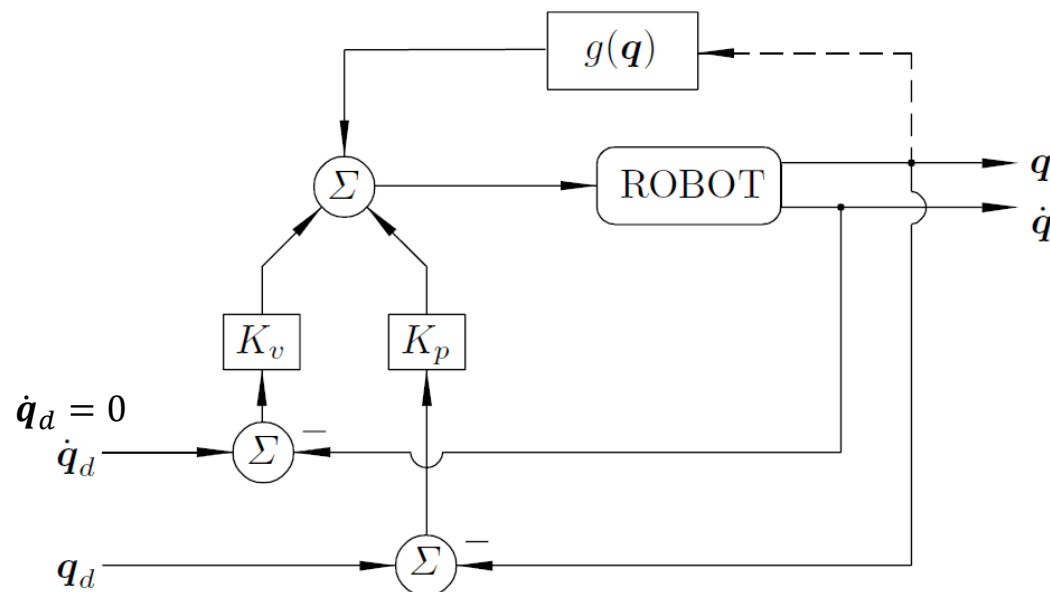 g(q)
Σ
ROBOT
q
q̇
K_v
K_p
q̇_d = 0
q̇_d
Σ
−
q_d
Σ
−